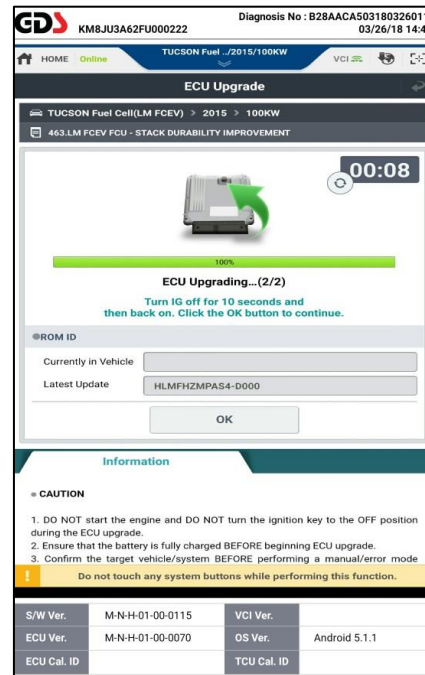 GDS
KM8JU3A62FU000222
Diagnosis No : B28AACA50318032601
03/26/18 14:4
HOME Online
TUCSON Fuel ../2015/100KW
VCI
ECU Upgrade
TUCSON Fuel Cell(LM FCEV) > 2015 > 100KW
463.LM FCEV FCU - STACK DURABILITY IMPROVEMENT
00:08
100%
ECU Upgrading...(2/2)
Turn IG off for 10 seconds and
then back on. Click the OK button to continue.
ROM ID
Currently in Vehicle
Latest Update HLMFHZMPAS4-D000
OK
Information
CAUTION
1. DO NOT start the engine and DO NOT turn the ignition key to the OFF position
during the ECU upgrade.
2. Ensure that the battery is fully charged BEFORE beginning ECU upgrade.
3. Confirm the target vehicle/system BEFORE performing a manual/error mode
! Do not touch any system buttons while performing this function.
S/W Ver. M-N-H-01-00-0115 VCI Ver.
ECU Ver. M-N-H-01-00-0070 OS Ver. Android 5.1.1
ECU Cal. ID TCU Cal. ID